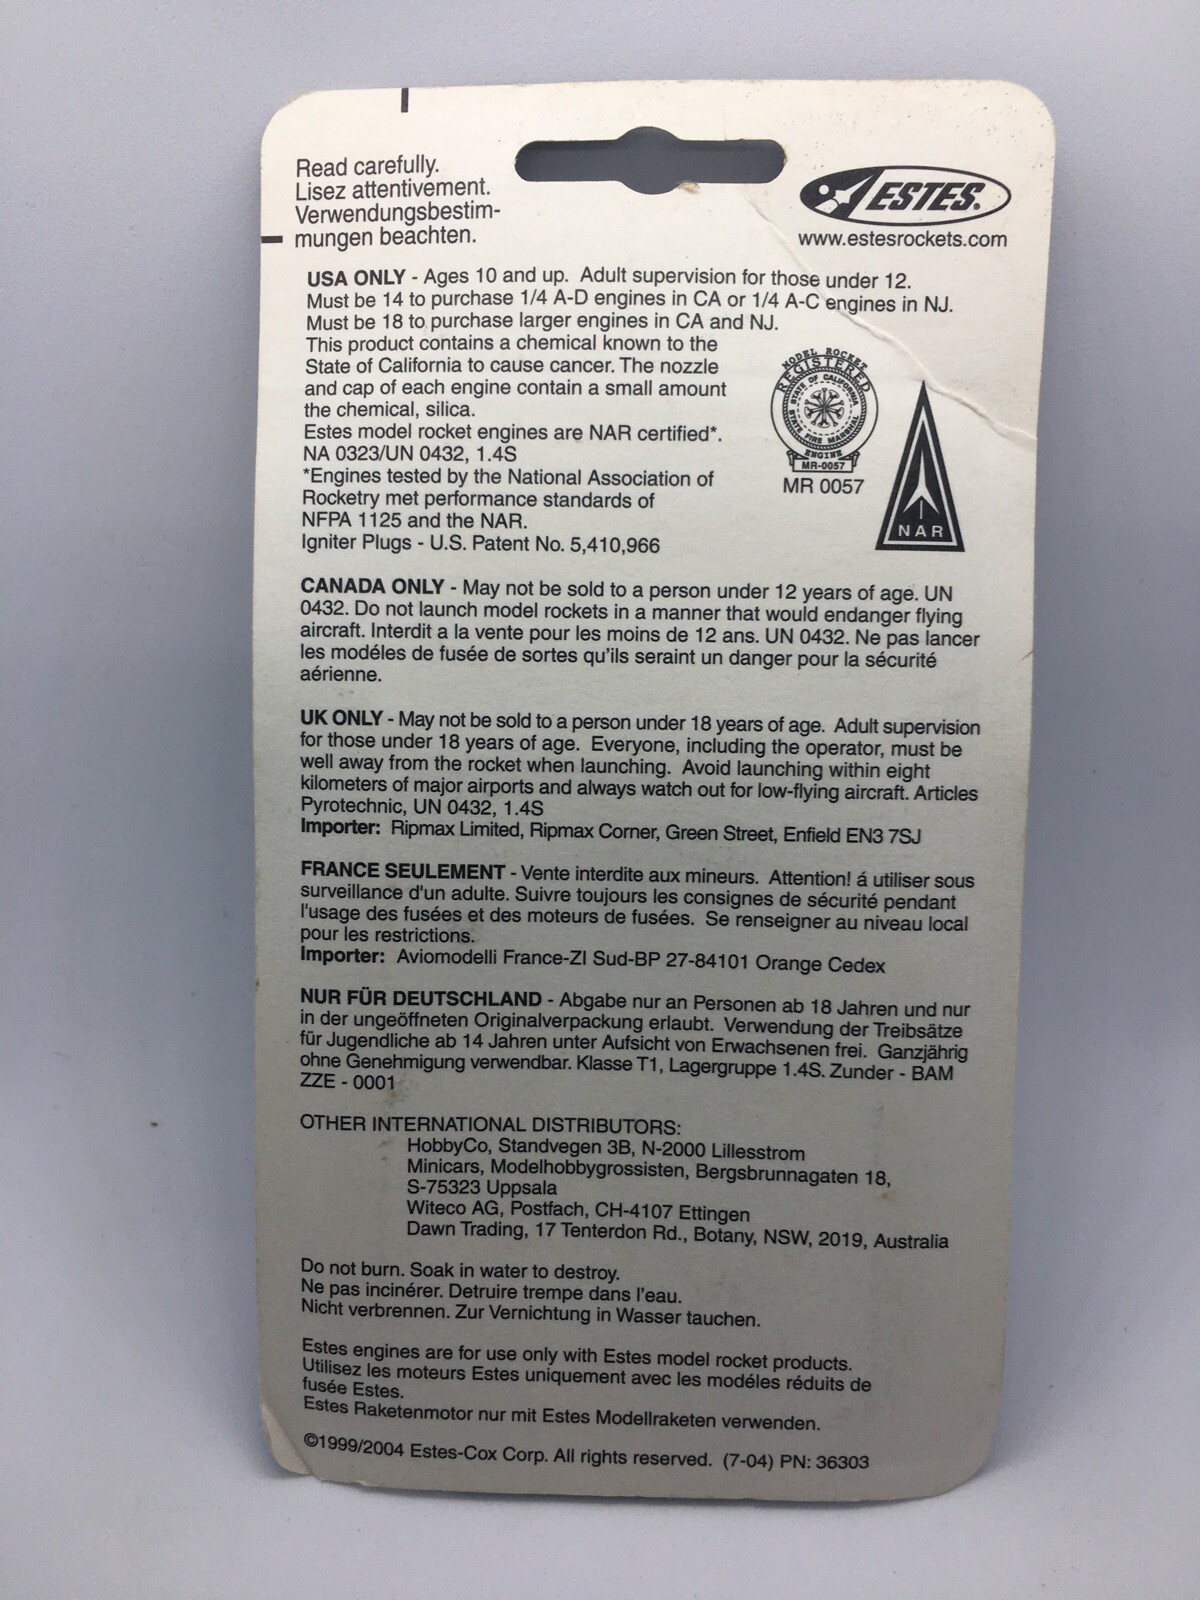 Read carefully.
Lisez attentivement.
Verwendungsbestim-
mungen beachten.
ESTES®
www.estesrockets.com
USA ONLY - Ages 10 and up. Adult supervision for those under 12.
Must be 14 to purchase 1/4 A-D engines in CA or 1/4 A-C engines in NJ.
Must be 18 to purchase larger engines in CA and NJ.
This product contains a chemical known to the
State of California to cause cancer. The nozzle
and cap of each engine contain a small amount
the chemical, silica.
Estes model rocket engines are NAR certified*.
NA 0323/UN 0432, 1.4S
*Engines tested by the National Association of
Rocketry met performance standards of
NFPA 1125 and the NAR.
Igniter Plugs - U.S. Patent No. 5,410,966
MODEL ROCKET
REGISTERED
STATE OF CALIFORNIA
STATE FIRE MARSHAL
ENGINE
MR-0057
MR 0057
NAR
CANADA ONLY - May not be sold to a person under 12 years of age. UN
0432. Do not launch model rockets in a manner that would endanger flying
aircraft. Interdit a la vente pour les moins de 12 ans. UN 0432. Ne pas lancer
les modéles de fusée de sortes qu'ils seraint un danger pour la sécurité
aérienne.
UK ONLY - May not be sold to a person under 18 years of age. Adult supervision
for those under 18 years of age. Everyone, including the operator, must be
well away from the rocket when launching. Avoid launching within eight
kilometers of major airports and always watch out for low-flying aircraft. Articles
Pyrotechnic, UN 0432, 1.4S
Importer: Ripmax Limited, Ripmax Corner, Green Street, Enfield EN3 7SJ
FRANCE SEULEMENT - Vente interdite aux mineurs. Attention! á utiliser sous
surveillance d'un adulte. Suivre toujours les consignes de sécurité pendant
l'usage des fusées et des moteurs de fusées. Se renseigner au niveau local
pour les restrictions.
Importer: Aviomodelli France-ZI Sud-BP 27-84101 Orange Cedex
NUR FÜR DEUTSCHLAND - Abgabe nur an Personen ab 18 Jahren und nur
in der ungeöffneten Originalverpackung erlaubt. Verwendung der Treibsätze
für Jugendliche ab 14 Jahren unter Aufsicht von Erwachsenen frei. Ganzjährig
ohne Genehmigung verwendbar. Klasse T1, Lagergruppe 1.4S. Zunder - BAM
ZZE - 0001
OTHER INTERNATIONAL DISTRIBUTORS:
HobbyCo, Standvegen 3B, N-2000 Lillesstrom
Minicars, Modelhobbygrossisten, Bergsbrunnagaten 18,
S-75323 Uppsala
Witeco AG, Postfach, CH-4107 Ettingen
Dawn Trading, 17 Tenterdon Rd., Botany, NSW, 2019, Australia
Do not burn. Soak in water to destroy.
Ne pas incinérer. Detruire trempe dans l'eau.
Nicht verbrennen. Zur Vernichtung in Wasser tauchen.
Estes engines are for use only with Estes model rocket products.
Utilisez les moteurs Estes uniquement avec les modéles réduits de
fusée Estes.
Estes Raketenmotor nur mit Estes Modellraketen verwenden.
©1999/2004 Estes-Cox Corp. All rights reserved. (7-04) PN: 36303